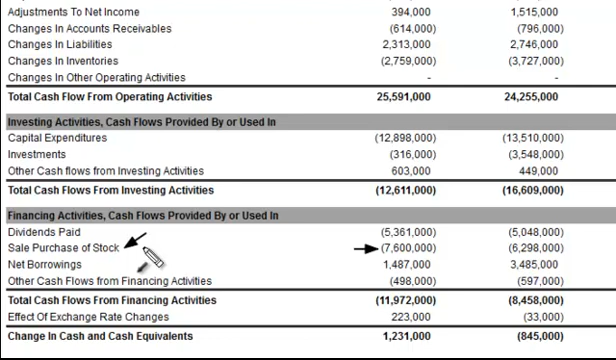 Adjustments To Net Income 394,000 1,515,000
Changes In Accounts Receivables (614,000) (796,000)
Changes In Liabilities 2,313,000 2,746,000
Changes In Inventories (2,759,000) (3,727,000)
Changes In Other Operating Activities - -
Total Cash Flow From Operating Activities 25,591,000 24,255,000
Investing Activities, Cash Flows Provided By or Used In
Capital Expenditures (12,898,000) (13,510,000)
Investments (316,000) (3,548,000)
Other Cash flows from Investing Activities 603,000 449,000
Total Cash Flows From Investing Activities (12,611,000) (16,609,000)
Financing Activities, Cash Flows Provided By or Used In
Dividends Paid (5,361,000) (5,048,000)
Sale Purchase of Stock (7,600,000) (6,298,000)
Net Borrowings 1,487,000 3,485,000
Other Cash Flows from Financing Activities (498,000) (597,000)
Total Cash Flows From Financing Activities (11,972,000) (8,458,000)
Effect Of Exchange Rate Changes 223,000 (33,000)
Change In Cash and Cash Equivalents 1,231,000 (845,000)